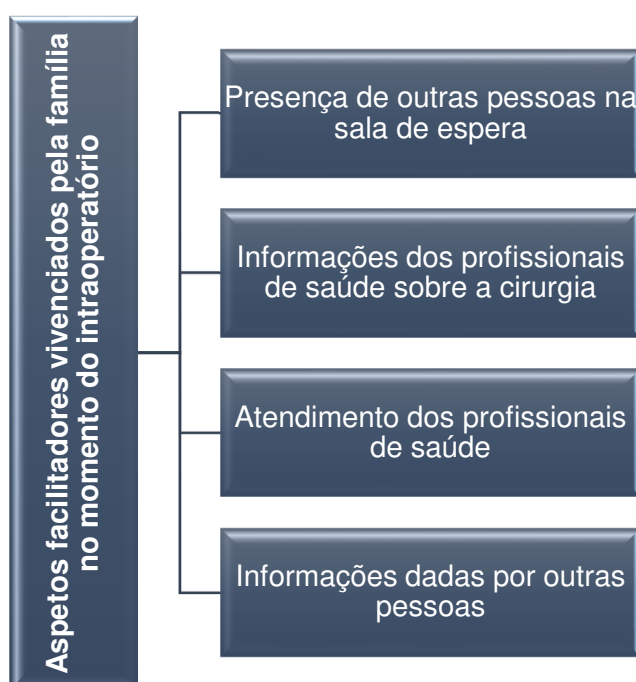 Aspetos facilitadores vivenciados pela família
no momento do intraoperatório
Presença de outras pessoas na
sala de espera
Informações dos profissionais
de saúde sobre a cirurgia
Atendimento dos profissionais
de saúde
Informações dadas por outras
pessoas